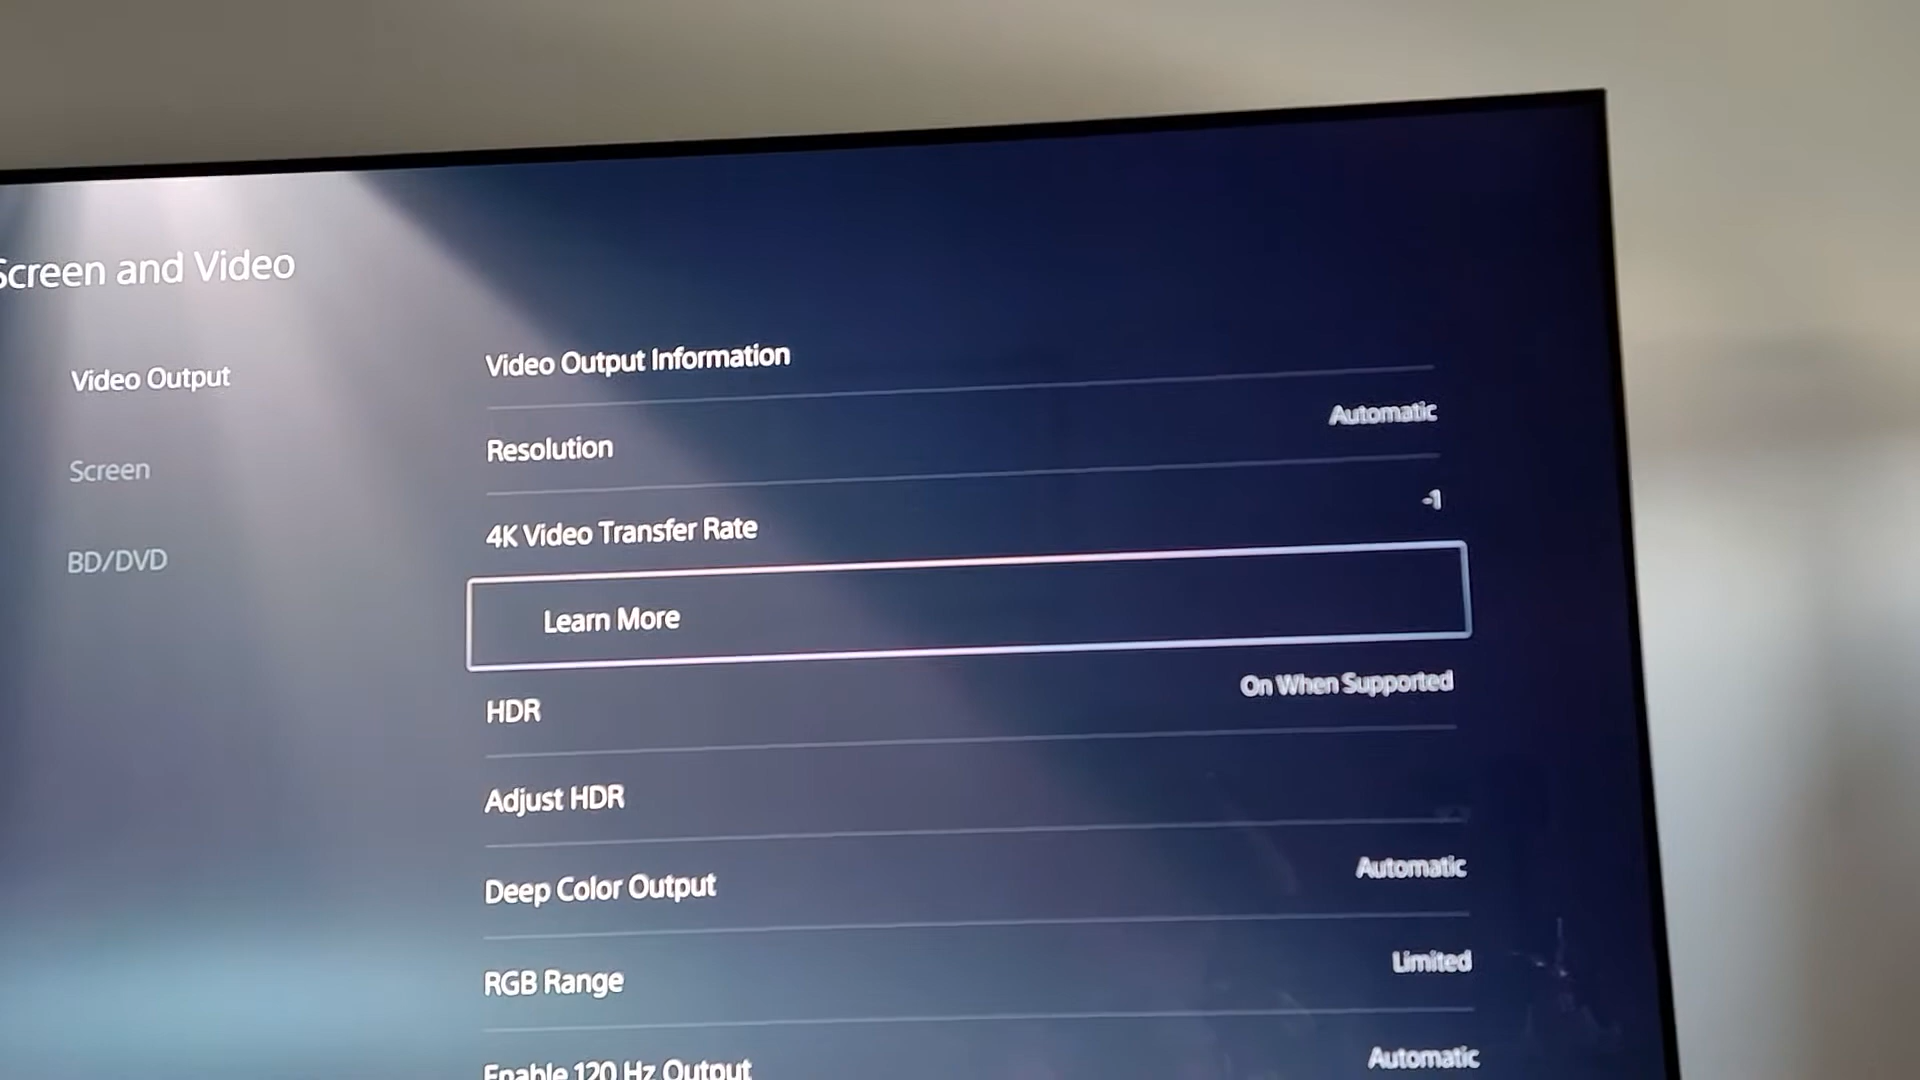 Screen and Video
Video Output
Screen
BD/DVD
Video Output Information
Resolution
Automatic
4K Video Transfer Rate
-1
Learn More
HDR
On When Supported
Adjust HDR
Deep Color Output
Automatic
RGB Range
Limited
Enable 120 Hz Output
Automatic